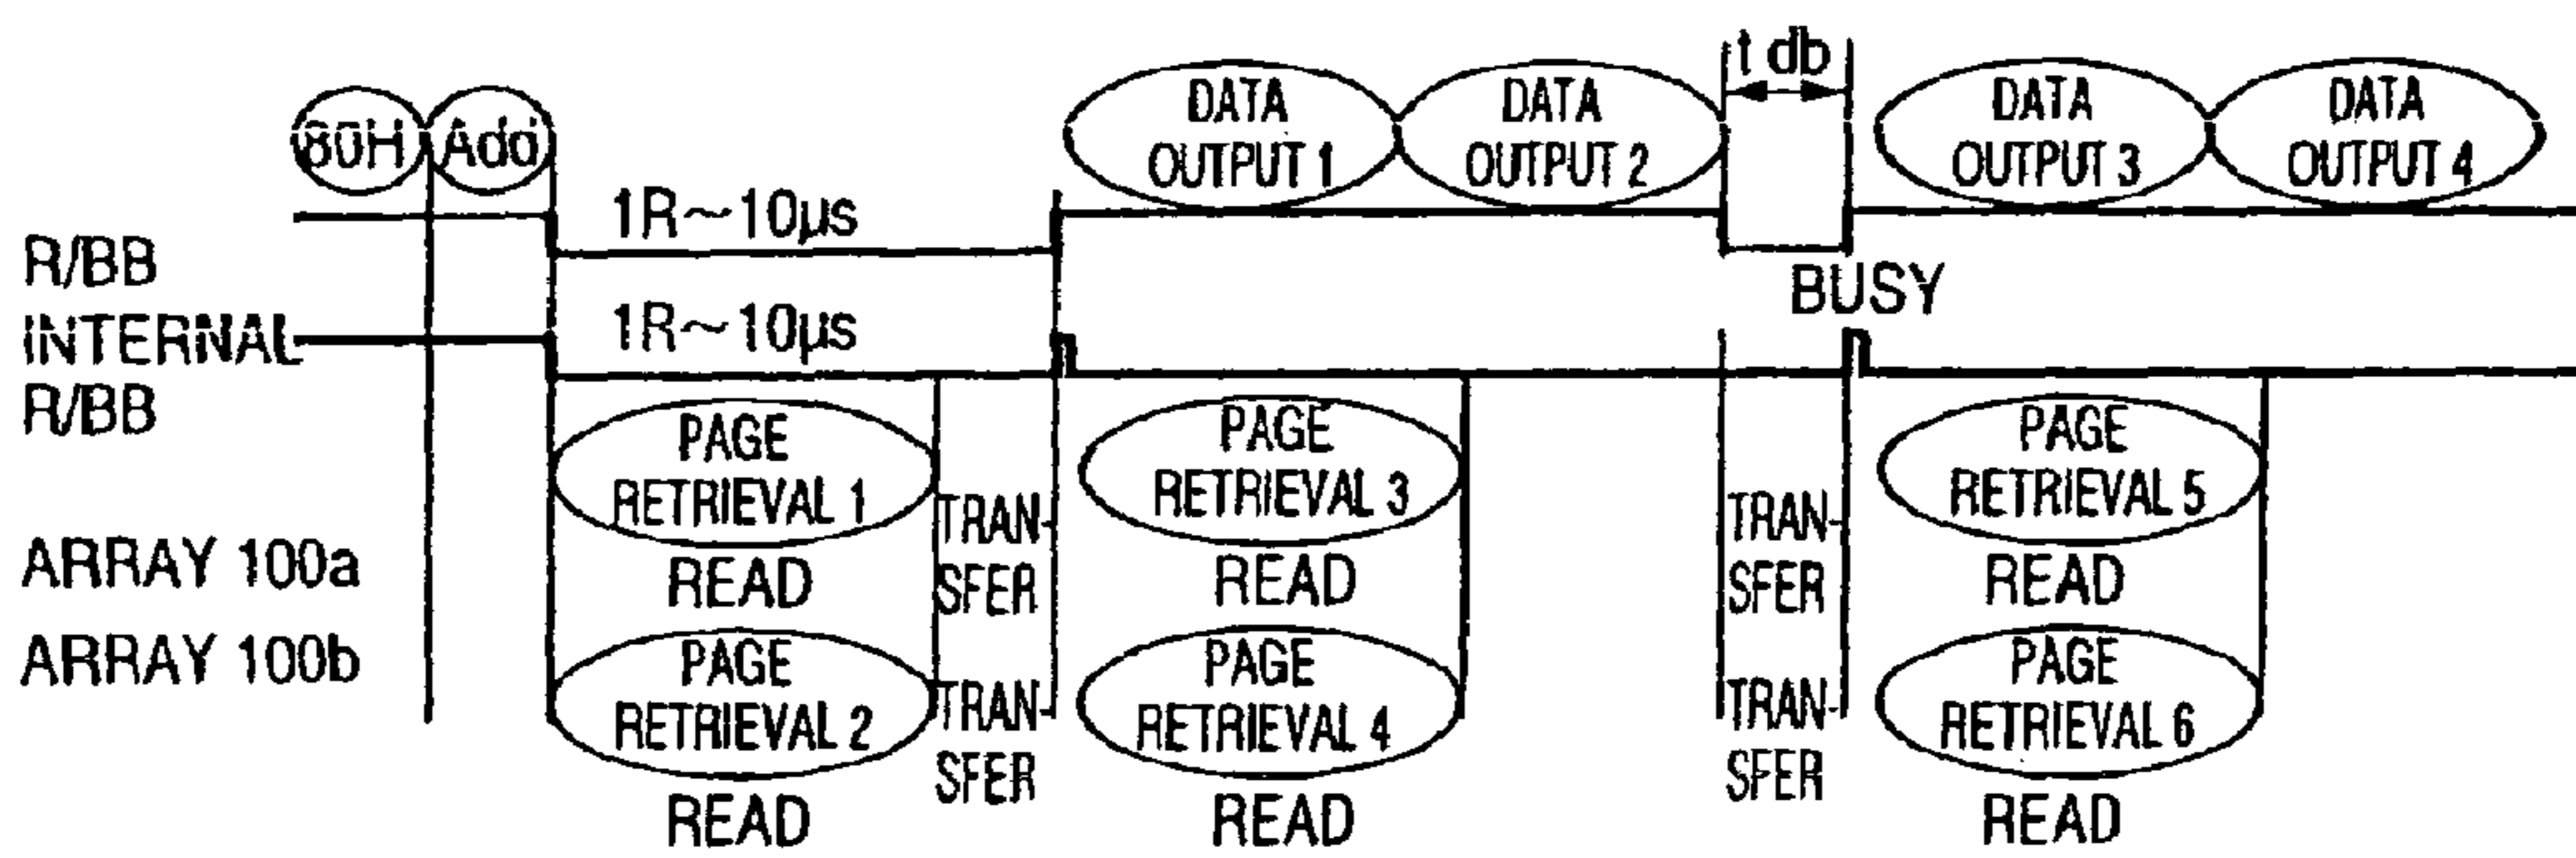 t db
60H
Add
DATA
OUTPUT 1
DATA
OUTPUT 2
DATA
OUTPUT 3
DATA
OUTPUT 4
1R~10μs
R/BB
BUSY
INTERNAL
R/BB
1R~10μs
PAGE
RETRIEVAL 1
READ
TRAN-
SFER
PAGE
RETRIEVAL 3
READ
TRAN-
SFER
PAGE
RETRIEVAL 5
READ
ARRAY 100a
ARRAY 100b
PAGE
RETRIEVAL 2
READ
TRAN-
SFER
PAGE
RETRIEVAL 4
READ
TRAN-
SFER
PAGE
RETRIEVAL 6
READ